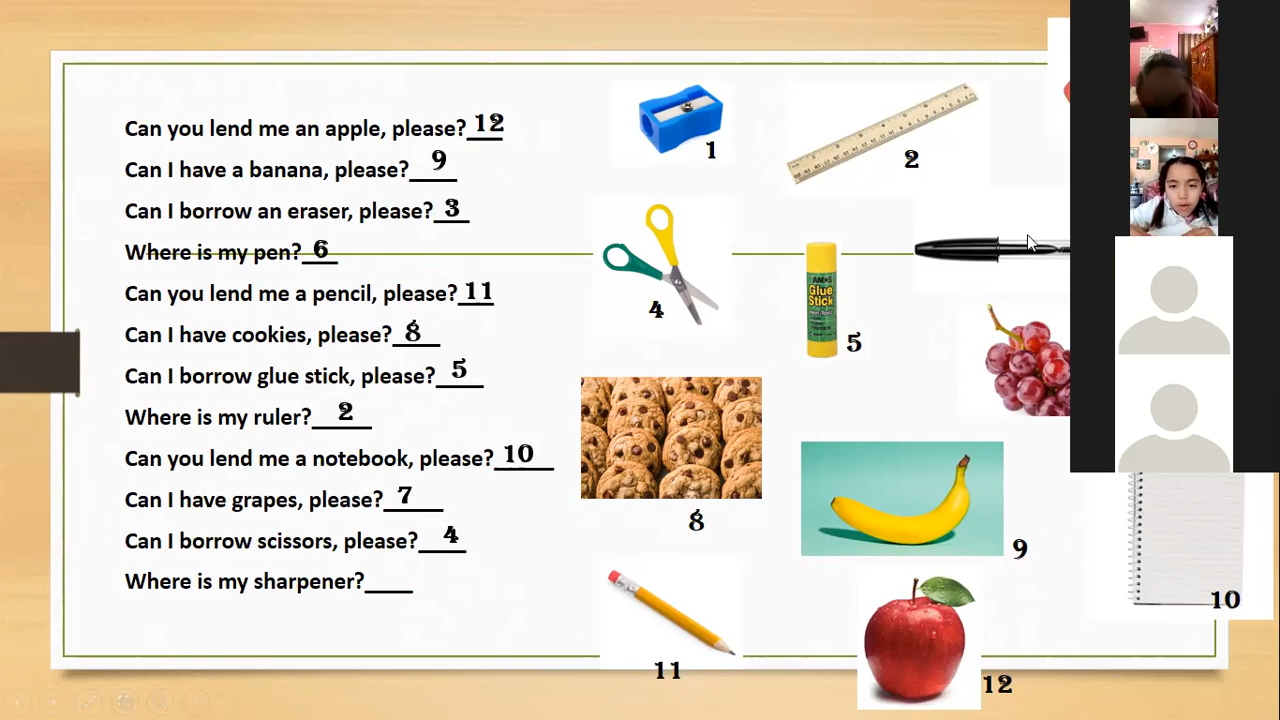 Can you lend me an apple, please? 12
Can I have a banana, please? 9
Can I borrow an eraser, please? 3
Where is my pen? 6
Can you lend me a pencil, please? 11
Can I have cookies, please? 8
Can I borrow glue stick, please? 5
Where is my ruler? 2
Can you lend me a notebook, please? 10
Can I have grapes, please? 7
Can I borrow scissors, please? 4
Where is my sharpener?
1
2
4
Glue
Stick
5
8
9
10
11
12